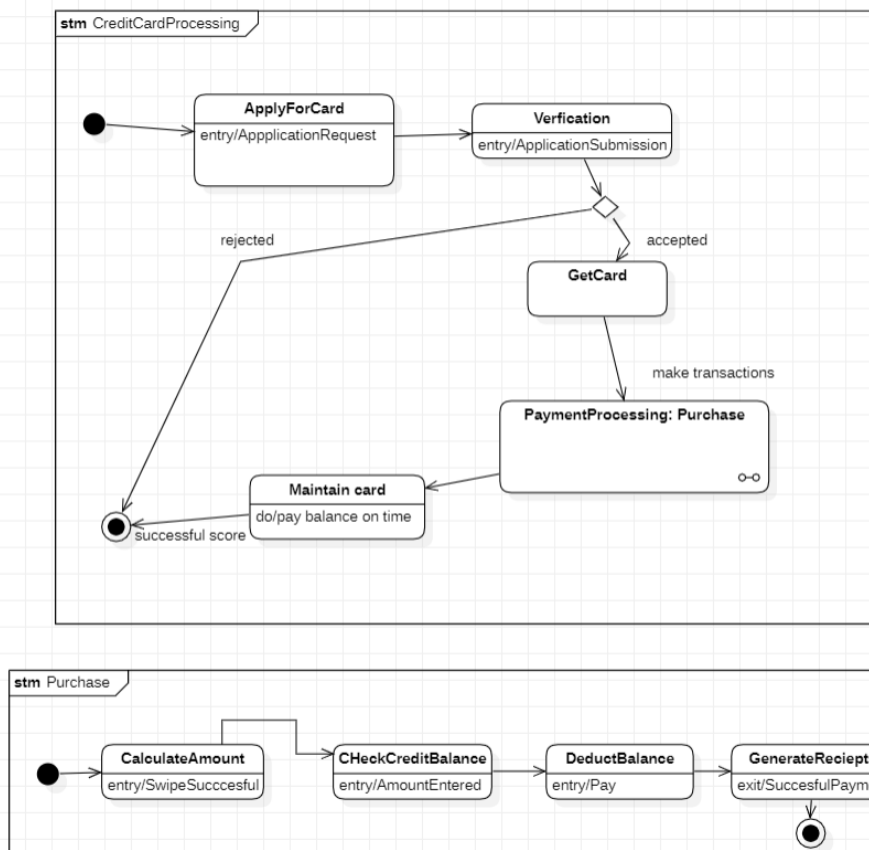 stm CreditCardProcessing
ApplyForCard
entry/AppplicationRequest
Verfication
entry/ApplicationSubmission
rejected
accepted
GetCard
make transactions
PaymentProcessing: Purchase
Maintain card
do/pay balance on time
successful score
stm Purchase
CalculateAmount
entry/SwipeSucccesful
CHeckCreditBalance
entry/AmountEntered
DeductBalance
entry/Pay
GenerateReciept
exit/SuccesfulPaym